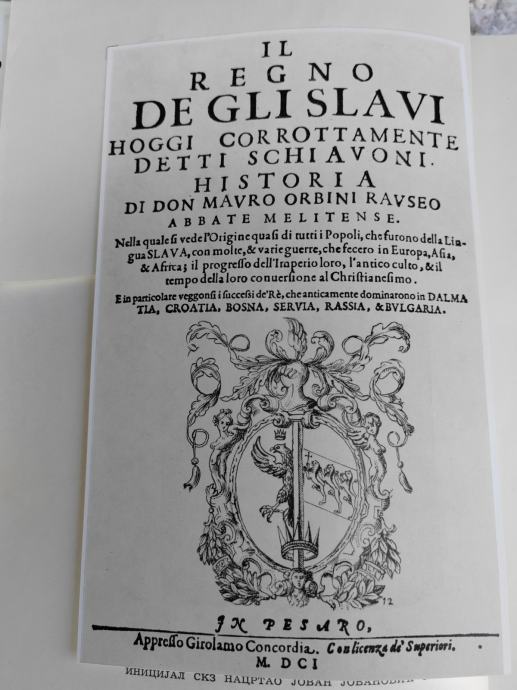 IL
REGNO
DE GLI SLAVI
HOGGI CORROTTAMENTE
DETTI SCHIAVONI.
HISTORIA
DI DON MAVRO ORBINI RAVSEO
ABBATE MELITENSE.
Nella quale si vede l'Origine quasi di tutti i Popoli, che furono della Lin-
gua SLAVA, con molte, & varie guerre, che fecero in Europa, Asia,
& Africa; il progresso dell'Imperio loro, l'antico culto, & il
tempo della loro conuersione al Christianesimo.
E in particolare veggonsi i successi de'Rè, che anticamente dominarono in DALMA
TIA, CROATIA, BOSNA, SERVIA, RASSIA, & BVLGARIA.
12
IN PESARO,
Appresso Girolamo Concordia. Con licenza de' Superiori.
M. DCI
ИНИЦИЈАЛ СКЗ НАЦРТАО ЈОВАН ЈОВАНОВИЋ